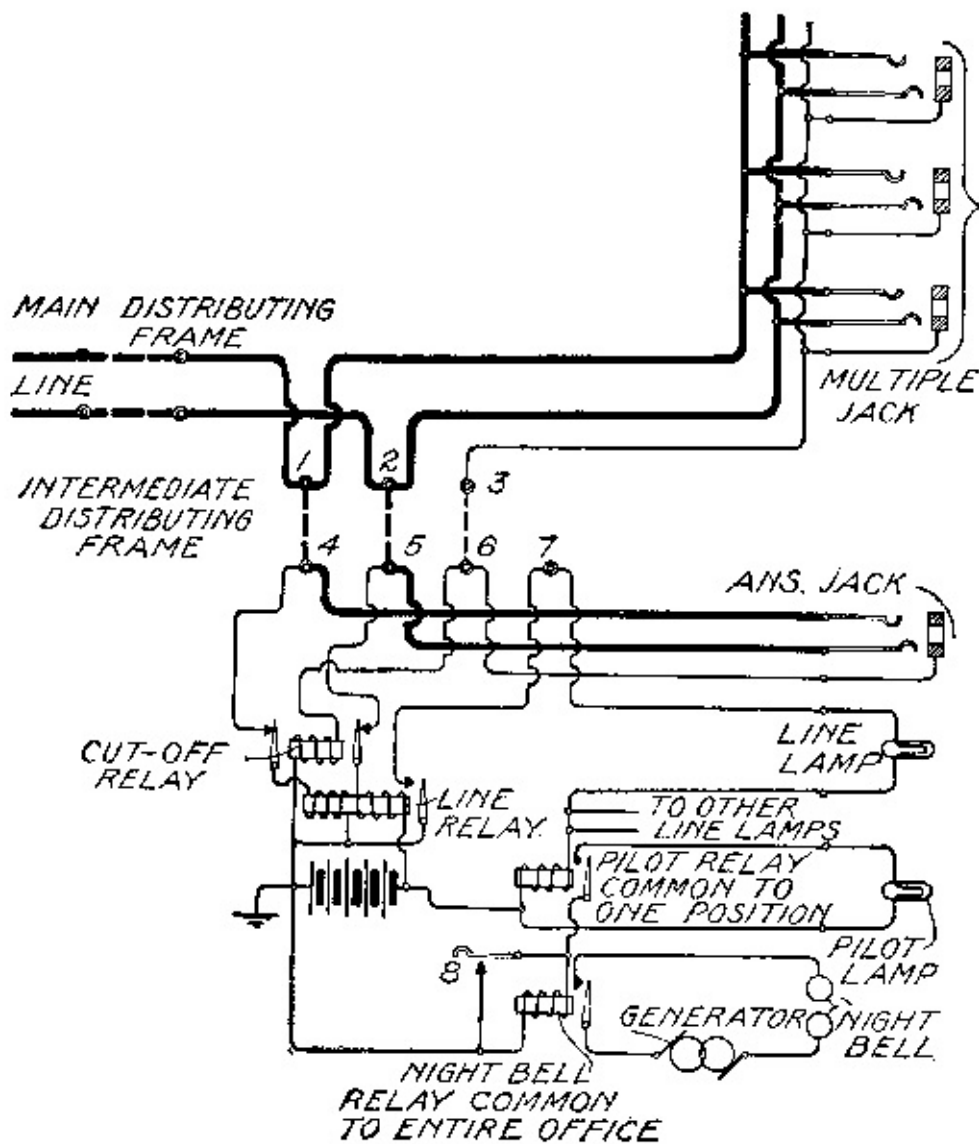 MAIN DISTRIBUTING
FRAME
LINE
MULTIPLE
JACK
1
2
3
INTERMEDIATE
DISTRIBUTING
FRAME
4
5
6
7
ANS. JACK
CUT-OFF
RELAY
LINE
RELAY.
LINE
LAMP
TO OTHER
LINE LAMPS
PILOT RELAY
COMMON TO
ONE POSITION
PILOT
LAMP
8
GENERATOR
NIGHT
BELL
NIGHT BELL
RELAY COMMON
TO ENTIRE OFFICE